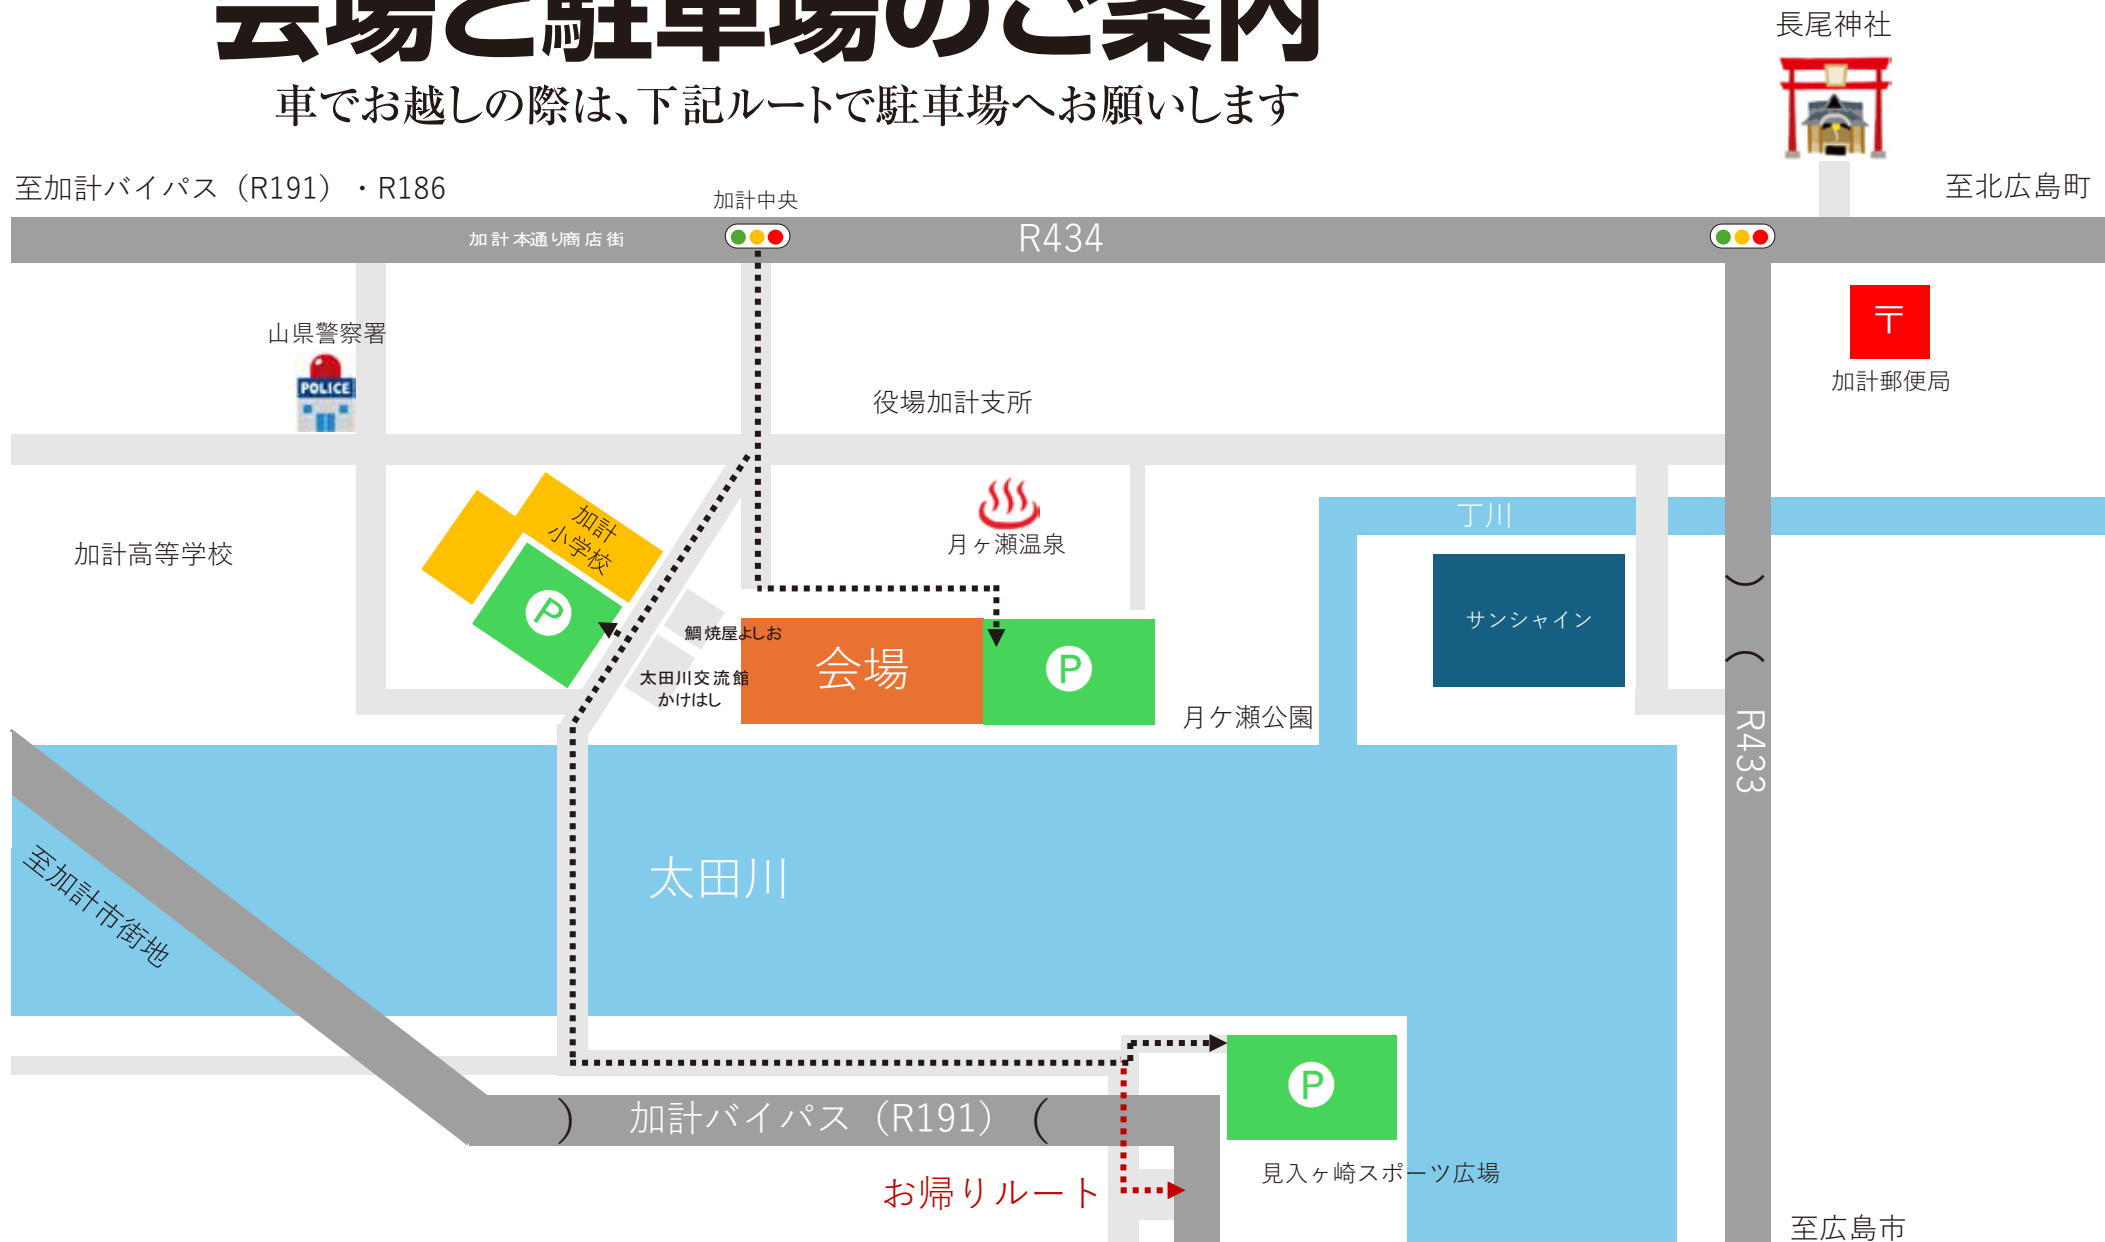 会場と駐車場のご案内
車でお越しの際は、下記ルートで駐車場へお願いします
長尾神社
至加計バイパス（R191）・R186
加計中央
至北広島町
加計本通り商店街
R434
山県警察署
POLICE
〒
加計郵便局
役場加計支所
加計高等学校
加計
小学校
P
月ヶ瀬温泉
丁川
サンシャイン
鯛焼屋よしお
太田川交流館
かけはし
会場
P
月ケ瀬公園
R433
太田川
至加計市街地
加計バイパス（R191）
P
見入ヶ崎スポーツ広場
お帰りルート
至広島市